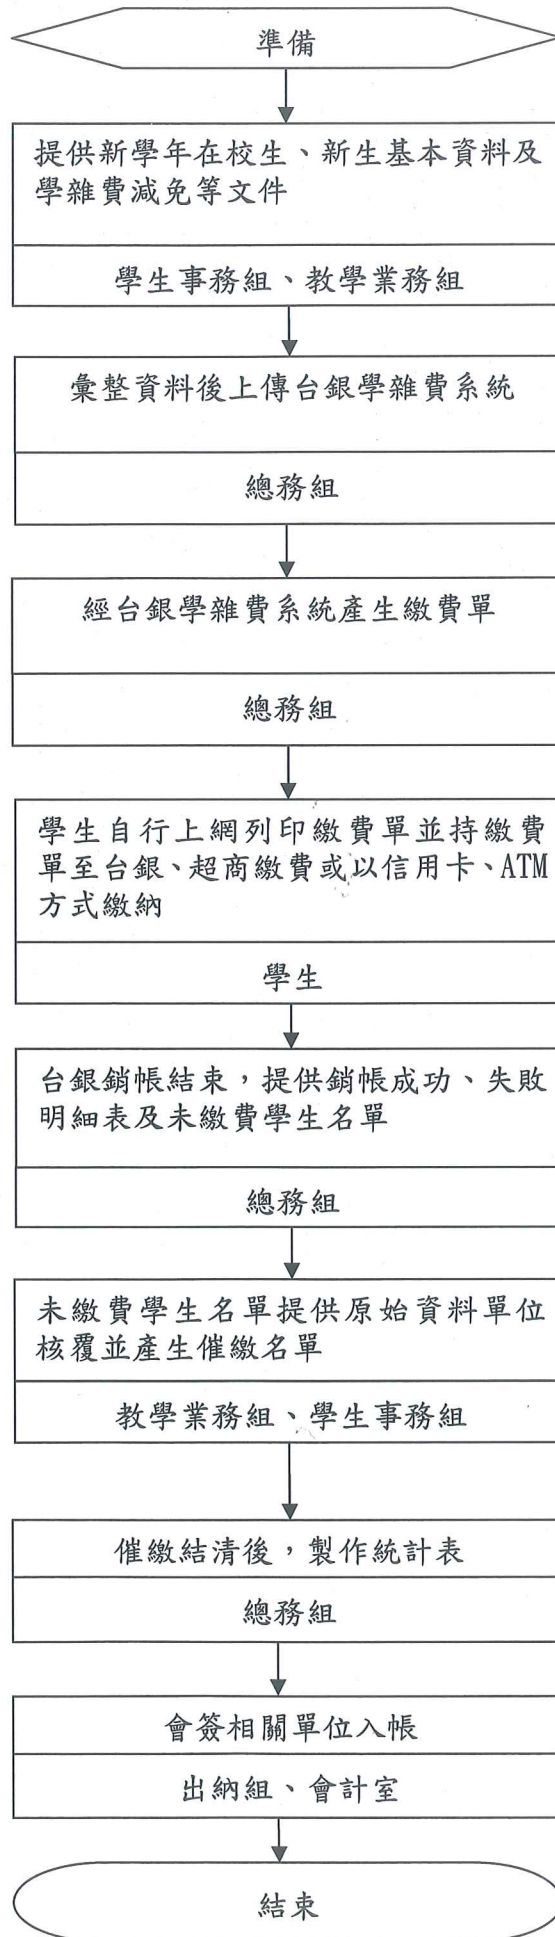 準備
提供新學年在校生、新生基本資料及
學雜費減免等文件
學生事務組、教學業務組
彙整資料後上傳台銀學雜費系統
總務組
經台銀學雜費系統產生繳費單
總務組
學生自行上網列印繳費單並持繳費
單至台銀、超商繳費或以信用卡、ATM
方式繳納
學生
台銀銷帳結束，提供銷帳成功、失敗
明細表及未繳費學生名單
總務組
未繳費學生名單提供原始資料單位
核覆並產生催繳名單
教學業務組、學生事務組
催繳結清後，製作統計表
總務組
會簽相關單位入帳
出納組、會計室
結束